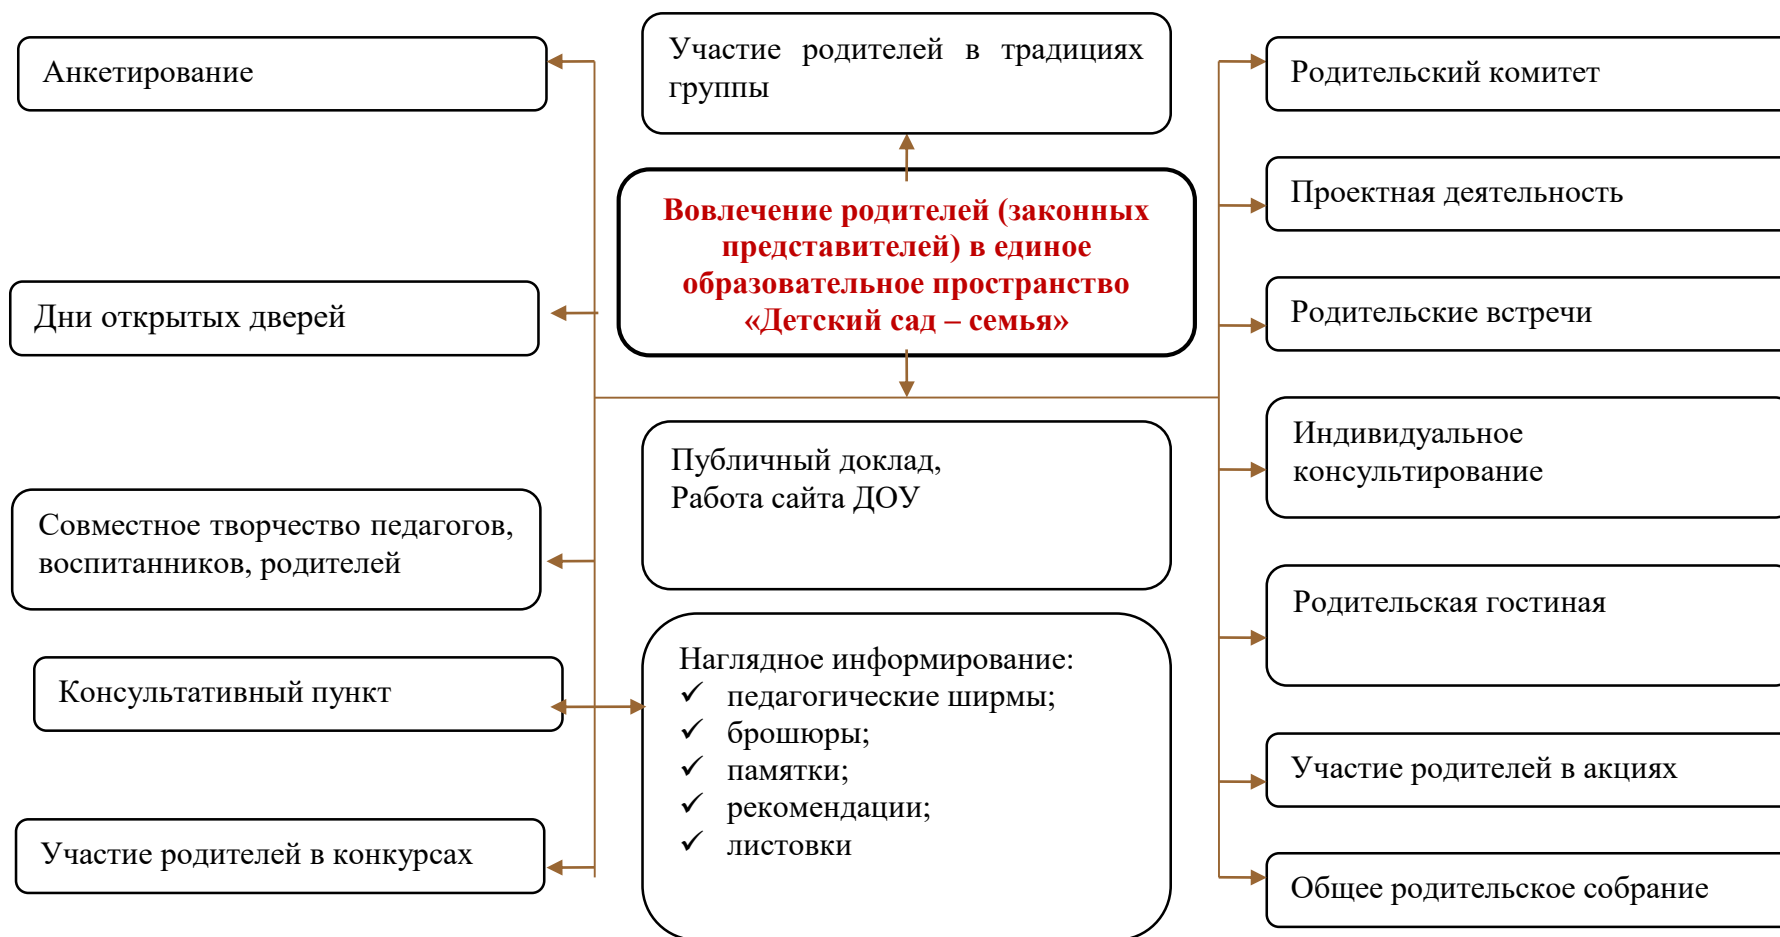 Анкетирование
Дни открытых дверей
Совместное творчество педагогов,
воспитанников, родителей
Консультативный пункт
Участие родителей в конкурсах
Участие родителей в традициях
группы
Вовлечение родителей (законных
представителей) в единое
образовательное пространство
«Детский сад – семья»
Публичный доклад,
Работа сайта ДОУ
Наглядное информирование:
✓ педагогические ширмы;
✓ брошюры;
✓ памятки;
✓ рекомендации;
✓ листовки
Родительский комитет
Проектная деятельность
Родительские встречи
Индивидуальное
консультирование
Родительская гостиная
Участие родителей в акциях
Общее родительское собрание